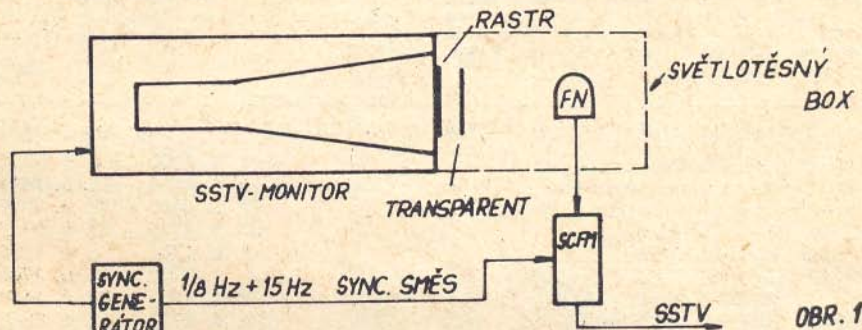 RASTR
FN
SVĚTLOTĚSNÝ
BOX
SSTV-MONITOR
TRANSPARENT
SCFM
SYNC.
GENE-
RÁTOR
1/8 Hz + 15 Hz SYNC. SMĚS
SSTV
OBR. 1